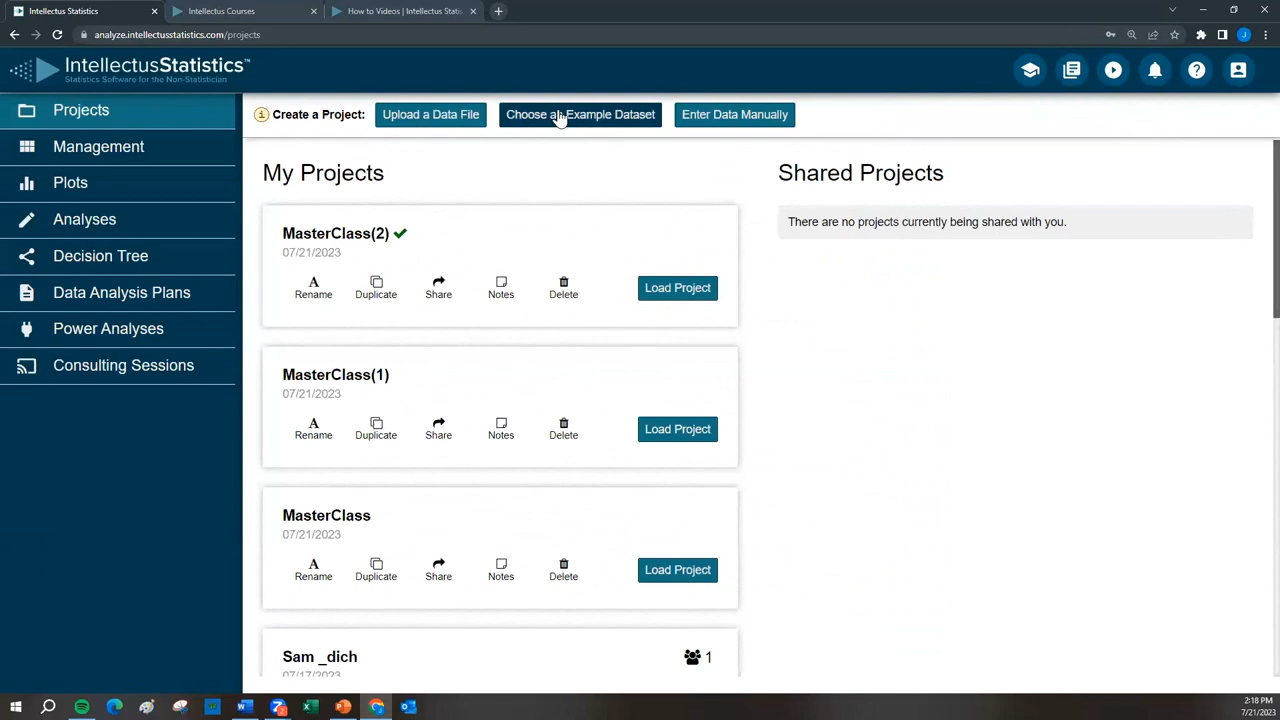 Intellectus Statistics
Intellectus Courses
How to Videos | Intellectus Stati
analyze.intellectusstatistics.com/projects
J
IntellectusStatistics™
Statistics Software for the Non-Statistician
Projects
Management
Plots
Analyses
Decision Tree
Data Analysis Plans
Power Analyses
Consulting Sessions
Create a Project:
Upload a Data File
Choose an Example Dataset
Enter Data Manually
My Projects
MasterClass(2)
07/21/2023
Rename
Duplicate
Share
Notes
Delete
Load Project
MasterClass(1)
07/21/2023
Rename
Duplicate
Share
Notes
Delete
Load Project
MasterClass
07/21/2023
Rename
Duplicate
Share
Notes
Delete
Load Project
Sam _dich
1
07/17/2023
Shared Projects
There are no projects currently being shared with you.
2:18 PM
7/21/2023